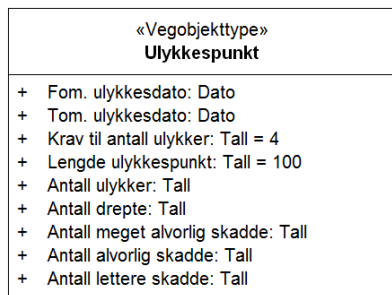 «Vegobjekttype»
Ulykkespunkt
+ Fom. ulykkesdato: Dato
+ Tom. ulykkesdato: Dato
+ Krav til antall ulykker: Tall = 4
+ Lengde ulykkespunkt: Tall = 100
+ Antall ulykker: Tall
+ Antall drepte: Tall
+ Antall meget alvorlig skadde: Tall
+ Antall alvorlig skadde: Tall
+ Antall lettere skadde: Tall